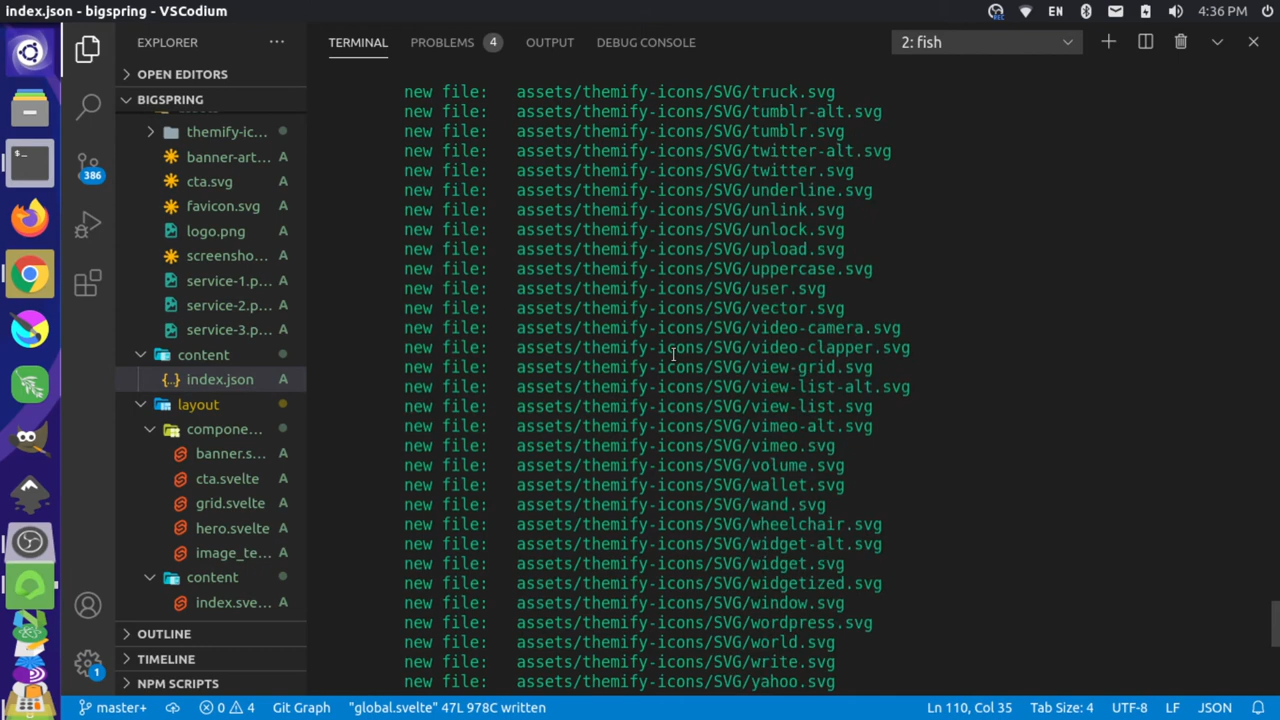 index.json - bigspring - VSCodium
EN
4:36 PM
EXPLORER
TERMINAL
PROBLEMS
4
OUTPUT
DEBUG CONSOLE
2: fish
OPEN EDITORS
BIGSPRING
themify-ic...
banner-art... A
cta.svg A
favicon.svg A
logo.png A
screensho... A
service-1.p... A
service-2.p... A
service-3.p... A
content
index.json A
layout
compone...
banner.s... A
cta.svelte A
grid.svelte A
hero.svelte A
image_te... A
content
index.sve... A
OUTLINE
TIMELINE
NPM SCRIPTS
386
1
new file: assets/themify-icons/SVG/truck.svg
new file: assets/themify-icons/SVG/tumblr-alt.svg
new file: assets/themify-icons/SVG/tumblr.svg
new file: assets/themify-icons/SVG/twitter-alt.svg
new file: assets/themify-icons/SVG/twitter.svg
new file: assets/themify-icons/SVG/underline.svg
new file: assets/themify-icons/SVG/unlink.svg
new file: assets/themify-icons/SVG/unlock.svg
new file: assets/themify-icons/SVG/upload.svg
new file: assets/themify-icons/SVG/uppercase.svg
new file: assets/themify-icons/SVG/user.svg
new file: assets/themify-icons/SVG/vector.svg
new file: assets/themify-icons/SVG/video-camera.svg
new file: assets/themify-icons/SVG/video-clapper.svg
new file: assets/themify-icons/SVG/view-grid.svg
new file: assets/themify-icons/SVG/view-list-alt.svg
new file: assets/themify-icons/SVG/view-list.svg
new file: assets/themify-icons/SVG/vimeo-alt.svg
new file: assets/themify-icons/SVG/vimeo.svg
new file: assets/themify-icons/SVG/volume.svg
new file: assets/themify-icons/SVG/wallet.svg
new file: assets/themify-icons/SVG/wand.svg
new file: assets/themify-icons/SVG/wheelchair.svg
new file: assets/themify-icons/SVG/widget-alt.svg
new file: assets/themify-icons/SVG/widget.svg
new file: assets/themify-icons/SVG/widgetized.svg
new file: assets/themify-icons/SVG/window.svg
new file: assets/themify-icons/SVG/wordpress.svg
new file: assets/themify-icons/SVG/world.svg
new file: assets/themify-icons/SVG/write.svg
new file: assets/themify-icons/SVG/yahoo.svg
master+ 0 4 Git Graph "global.svelte" 47L 978C written Ln 110, Col 35 Tab Size: 4 UTF-8 LF JSON